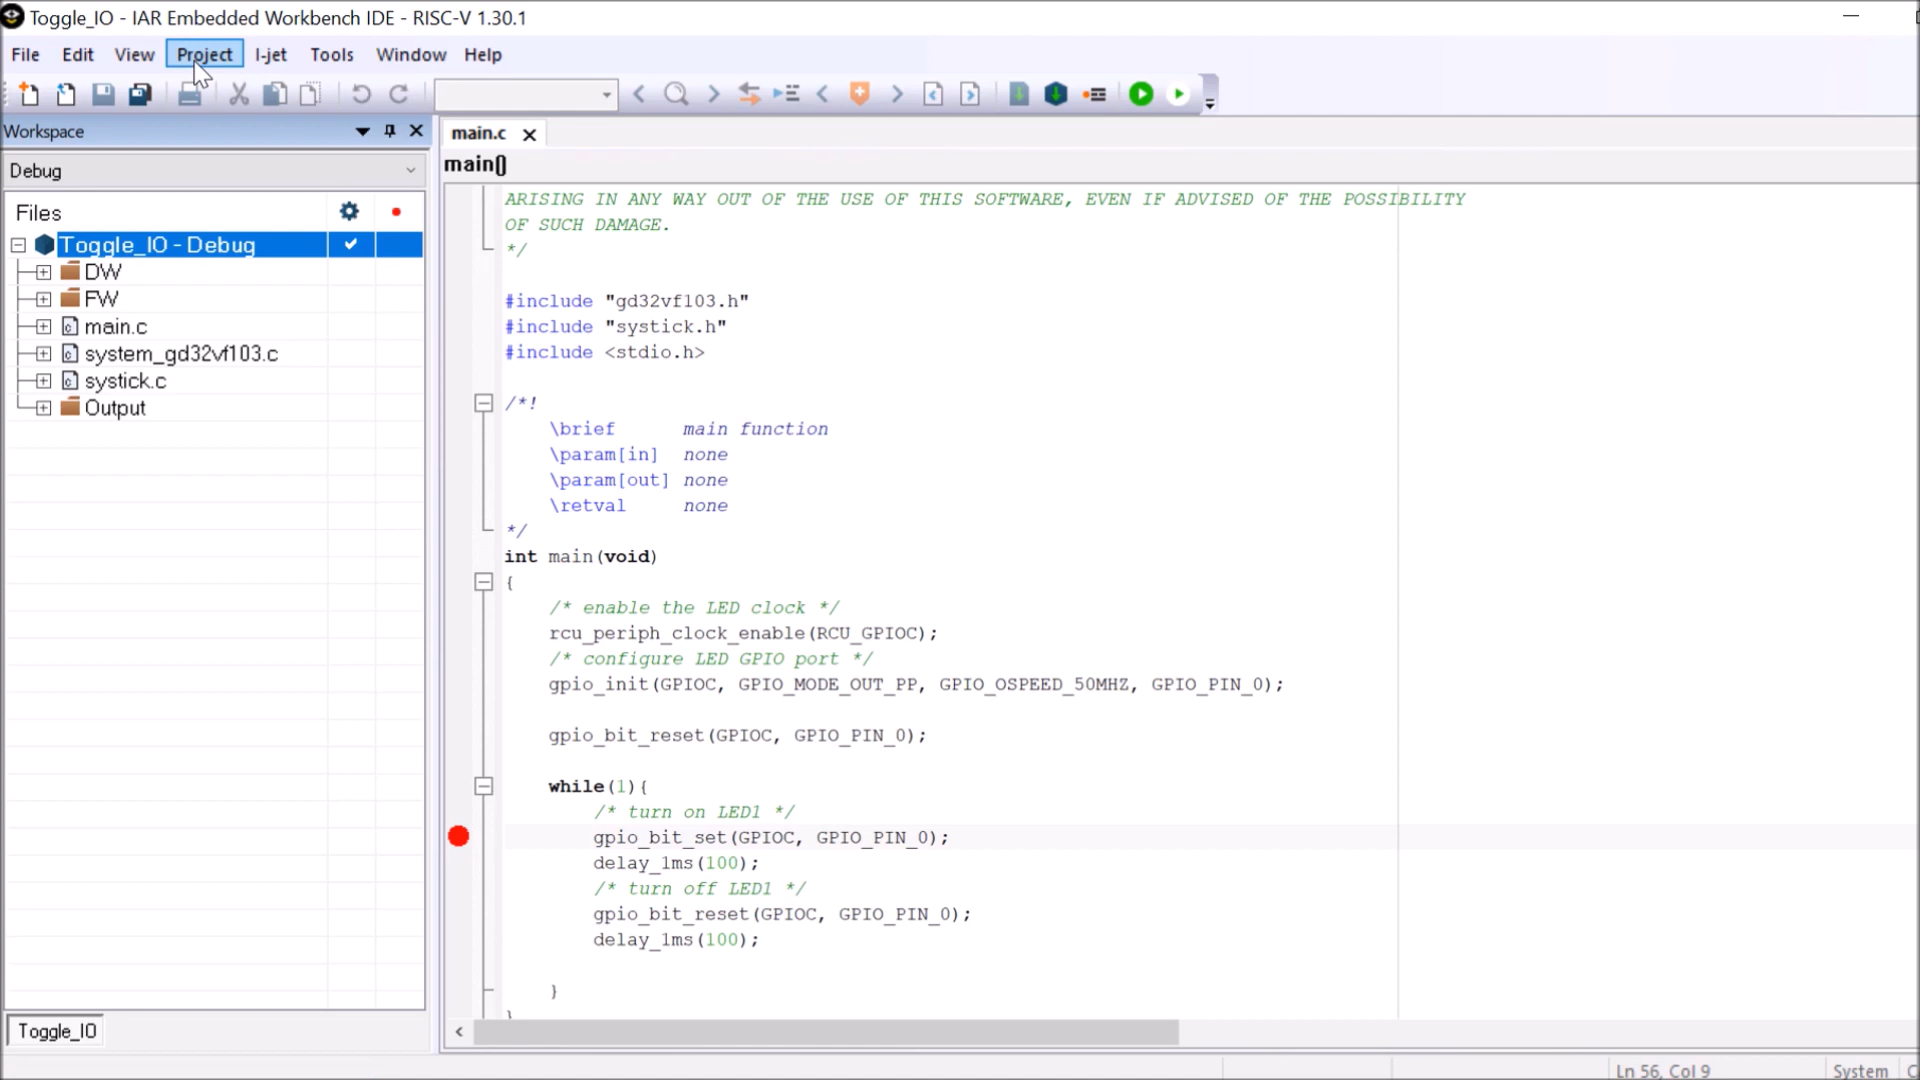 Toggle_IO - IAR Embedded Workbench IDE - RISC-V 1.30.1
File Edit View Project I-jet Tools Window Help
Workspace
Debug
Files
Toggle_IO - Debug
DW
FW
main.c
system_gd32vf103.c
systick.c
Output
Toggle_IO
main.c
main()
ARISING IN ANY WAY OUT OF THE USE OF THIS SOFTWARE, EVEN IF ADVISED OF THE POSSIBILITY
OF SUCH DAMAGE.
*/
#include "gd32vf103.h"
#include "systick.h"
#include <stdio.h>
/*!
\brief main function
\param[in] none
\param[out] none
\retval none
*/
int main(void)
{
/* enable the LED clock */
rcu_periph_clock_enable(RCU_GPIOC);
/* configure LED GPIO port */
gpio_init(GPIOC, GPIO_MODE_OUT_PP, GPIO_OSPEED_50MHZ, GPIO_PIN_0);
gpio_bit_reset(GPIOC, GPIO_PIN_0);
while(1){
/* turn on LED1 */
gpio_bit_set(GPIOC, GPIO_PIN_0);
delay_1ms(100);
/* turn off LED1 */
gpio_bit_reset(GPIOC, GPIO_PIN_0);
delay_1ms(100);
}
Ln 56, Col 9 System